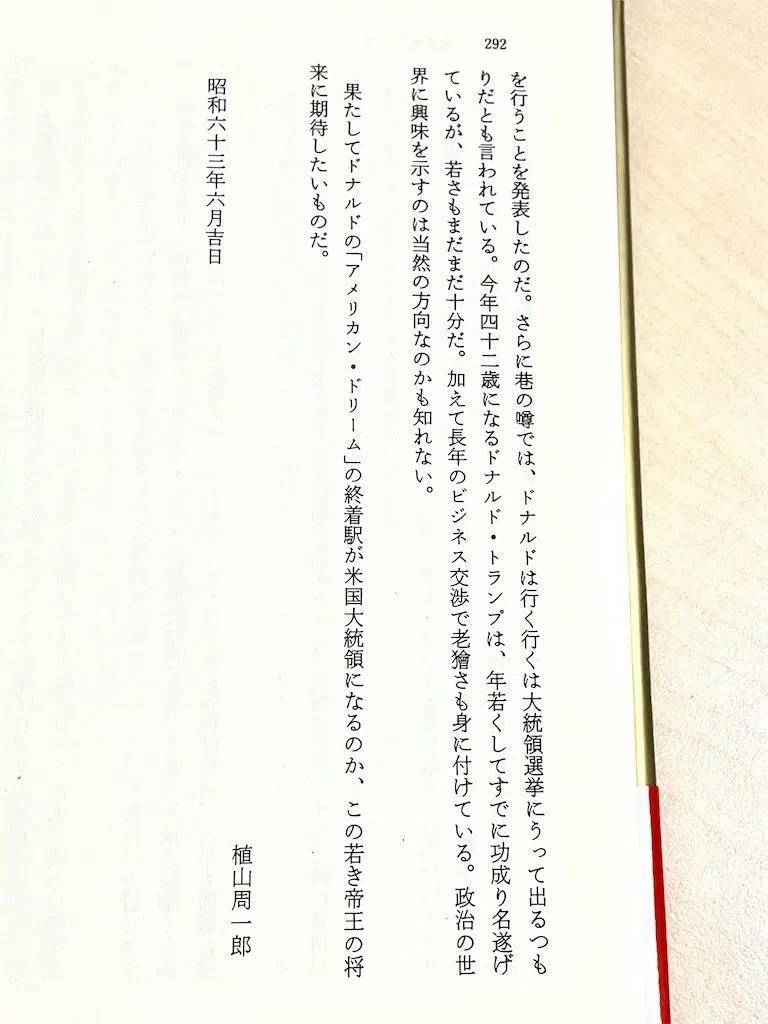 292
を行うことを発表したのだ。さらに巷の噂では、ドナルドは行く行くは大統領選挙にうって出るつも
りだとも言われている。今年四十二歳になるドナルド・トランプは、年若くしてすでに功成り名遂げ
ているが、若さもまだまだ十分だ。加えて長年のビジネス交渉で老獪さも身に付けている。政治の世
界に興味を示すのは当然の方向なのかも知れない。
果たしてドナルドの「アメリカン・ドリーム」の終着駅が米国大統領になるのか、この若き帝王の将
来に期待したいものだ。
昭和六十三年六月吉日
植山周一郎